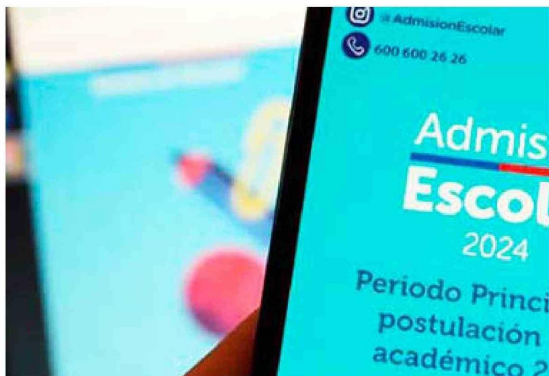 @AdmisionEscolar
600 600 26 26
Admis
Escol
2024
Periodo Princi
postulación
académico 2